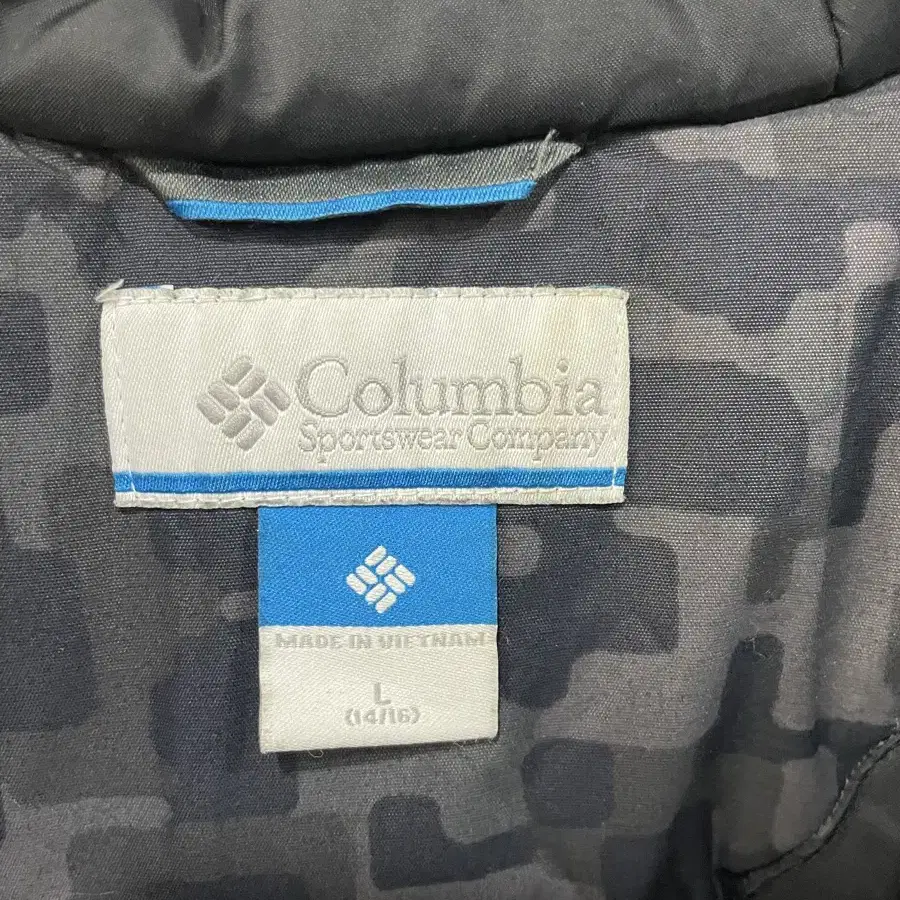 Columbia
Sportswear Company
MADE IN VIETNAM
L
(14/16)